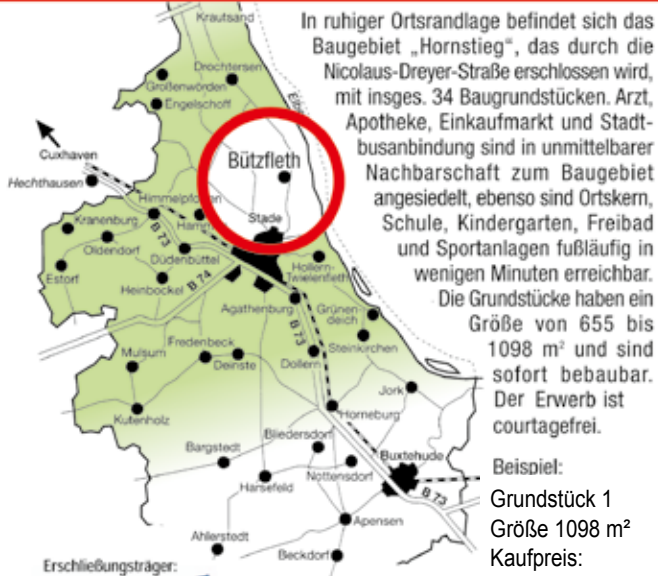 In ruhiger Ortsrandlage befindet sich das
Baugebiet „Hornstieg“, das durch die
Nicolaus-Dreyer-Straße erschlossen wird,
mit insges. 34 Baugrundstücken. Arzt,
Apotheke, Einkaufmarkt und Stadt-
busanbindung sind in unmittelbarer
Nachbarschaft zum Baugebiet
angesiedelt, ebenso sind Ortskern,
Schule, Kindergarten, Freibad
und Sportanlagen fußläufig in
wenigen Minuten erreichbar.
Die Grundstücke haben ein
Größe von 655 bis
1098 m² und sind
sofort bebaubar.
Der Erwerb ist
courtagefrei.
Beispiel:
Grundstück 1
Größe 1098 m²
Kaufpreis:
Krautsand
Drochtersen
Großenwörden
Engelschoff
Cuxhaven
Bützfleth
Hechthausen
Himmelpforten
Stade
Kranenburg
B 73
Oldendorf
Düdenbüttel
Hollern-
Twielenfleth
Estorf
Heinbockel
B 74
Agathenburg
Grünen-
deich
B 73
Fredenbeck
Steinkirchen
Mulsum
Deinste
Dollern
Jork
Kutenholz
Horneburg
Bliedersdorf
Bargstedt
Buxtehude
Nottensdorf
Harsefeld
B 73
Apensen
Ahlerstedt
Beckdorf
Erschließungsträger: